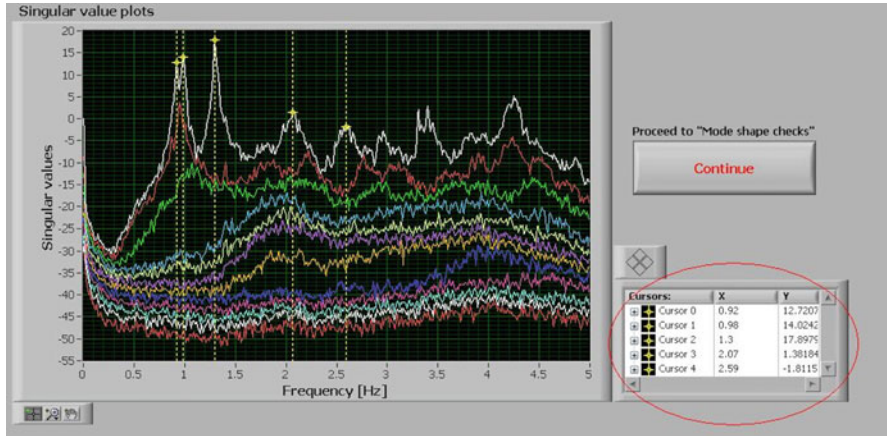 Singular value plots
20
15
10
5
0
-5
-10
-15
-20
-25
-30
-35
-40
-45
-50
-55
Singular values
0 0.5 1 1.5 2 2.5 3 3.5 4 4.5 5
Frequency [Hz]
Proceed to "Mode shape checks"
Continue
Cursors: X Y
Cursor 0 0.92 12.7207
Cursor 1 0.98 14.0242
Cursor 2 1.3 17.8979
Cursor 3 2.07 1.38184
Cursor 4 2.59 -1.8115